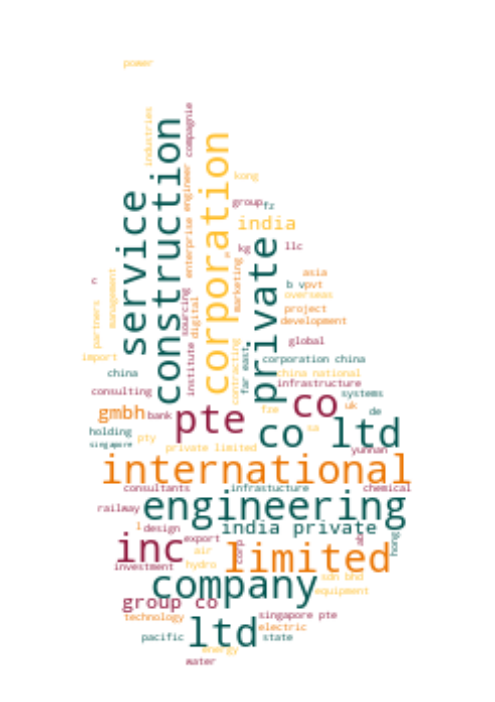 power
industries
compagnie
construction
corporation
service
engineer
kong
group
fr
india
enterprise
private
kg
llc
marketing
asia
c
b v
pvt
overseas
management
partners
sourcing
digital
project
development
institute
contracting
far east
global
import
corporation china
china
china national
infrastructure
consulting
systems
co
gmbh
bank
pte
fze
uk
de
holding
pty
co ltd
sa
singapore
private limited
yunnan
international
consultants
infrastucture
chemical
engineering
railway
l
design
india private
hong
inc
export
air
corp
limited
investment
hydro
sdn bhd
company
equipment
group co
technology
singapore pte
ltd
electric
pacific
state
energy
water